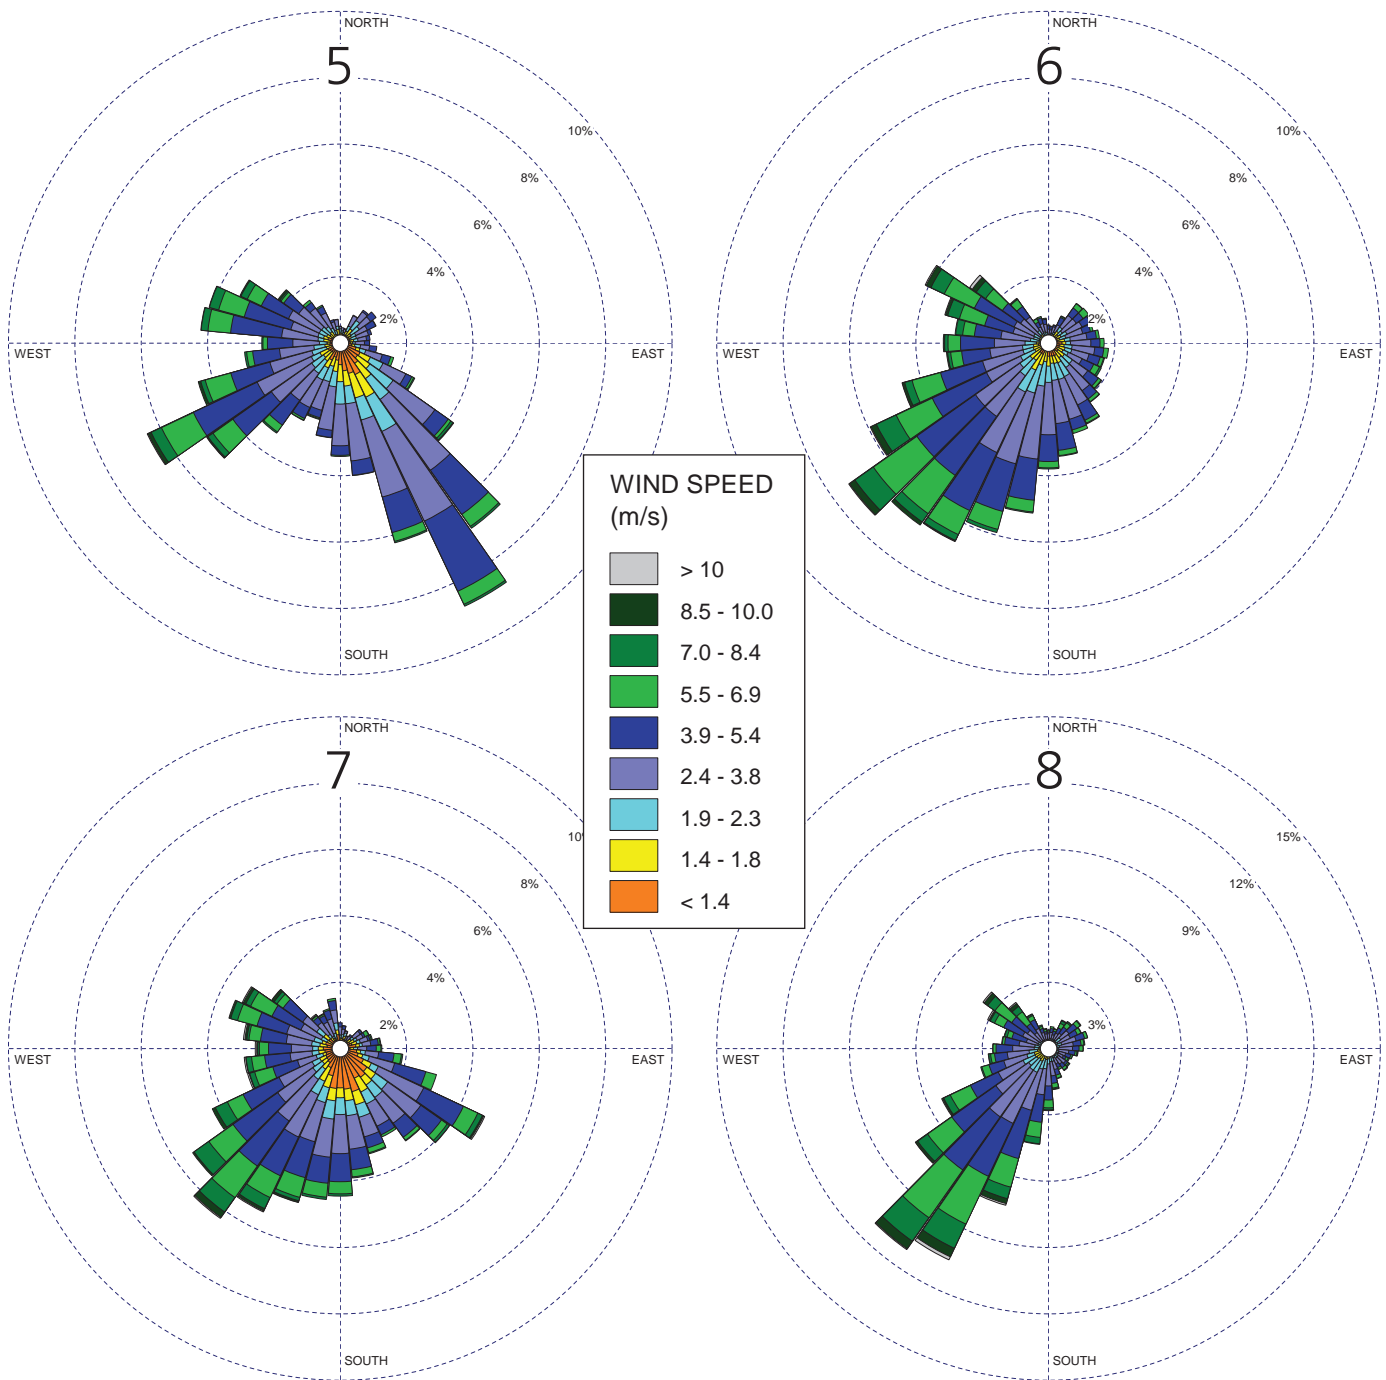 NORTH
5
10%
8%
6%
4%
2%
WEST
EAST
SOUTH
NORTH
6
10%
8%
6%
4%
2%
WEST
EAST
SOUTH
WIND SPEED
(m/s)
> 10
8.5 - 10.0
7.0 - 8.4
5.5 - 6.9
3.9 - 5.4
2.4 - 3.8
1.9 - 2.3
1.4 - 1.8
< 1.4
NORTH
7
10
8%
6%
4%
2%
WEST
EAST
SOUTH
NORTH
8
15%
12%
9%
6%
3%
WEST
EAST
SOUTH